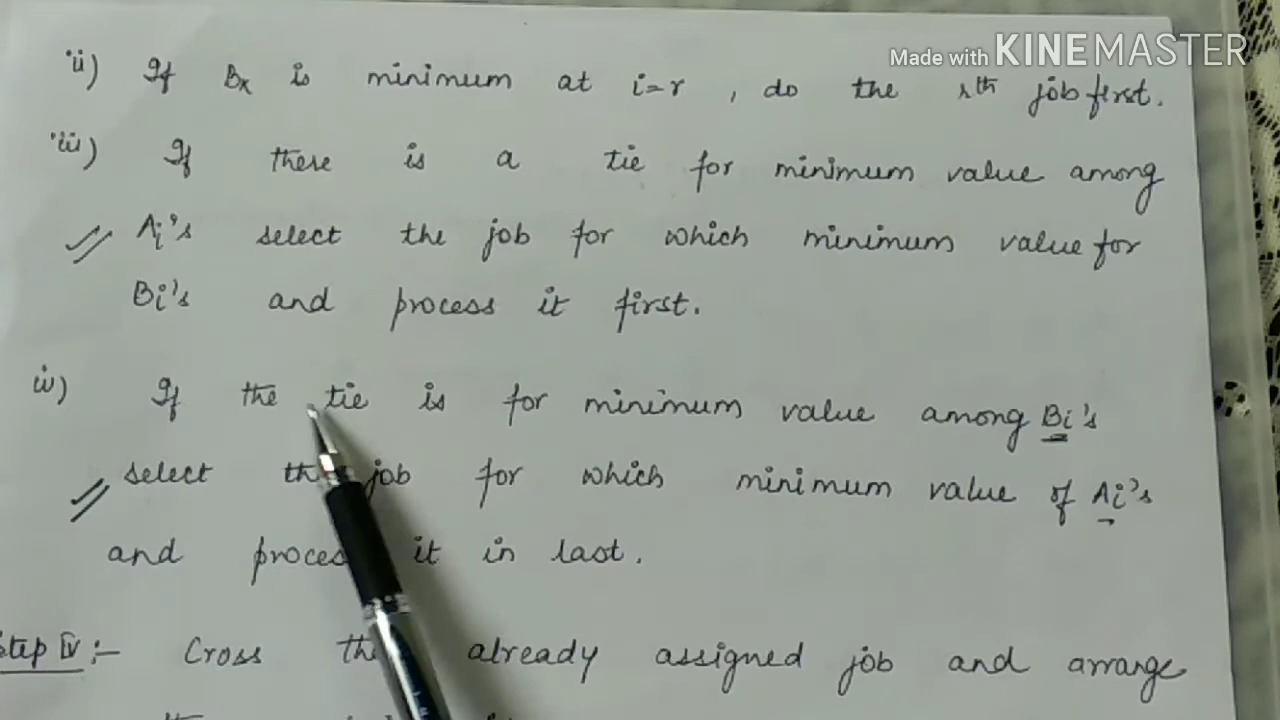 Made with KINEMASTER
ii) If Bx is minimum at i=r, do the rth job first.
iii) If there is a tie for minimum value among
Ai's select the job for which minimum value for
Bi's and process it first.
iv) If the tie is for minimum value among Bi's
select the job for which minimum value of Ai's
and process it in last.
Step IV:- Cross the already assigned job and arrange